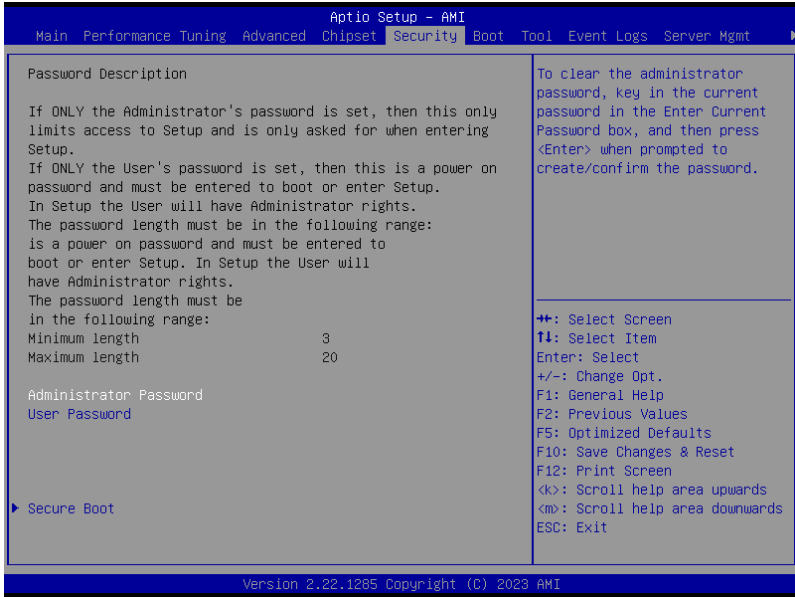 Aptio Setup – AMI
Main Performance Tuning Advanced Chipset Security Boot Tool Event Logs Server Mgmt
Password Description
If ONLY the Administrator's password is set, then this only
limits access to Setup and is only asked for when entering
Setup.
If ONLY the User's password is set, then this is a power on
password and must be entered to boot or enter Setup.
In Setup the User will have Administrator rights.
The password length must be in the following range:
is a power on password and must be entered to
boot or enter Setup. In Setup the User will
have Administrator rights.
The password length must be
in the following range:
Minimum length 3
Maximum length 20
Administrator Password
User Password
Secure Boot
To clear the administrator
password, key in the current
password in the Enter Current
Password box, and then press
<Enter> when prompted to
create/confirm the password.
→←: Select Screen
↑↓: Select Item
Enter: Select
+/-: Change Opt.
F1: General Help
F2: Previous Values
F5: Optimized Defaults
F10: Save Changes & Reset
F12: Print Screen
<k>: Scroll help area upwards
<m>: Scroll help area downwards
ESC: Exit
Version 2.22.1285 Copyright (C) 2023 AMI